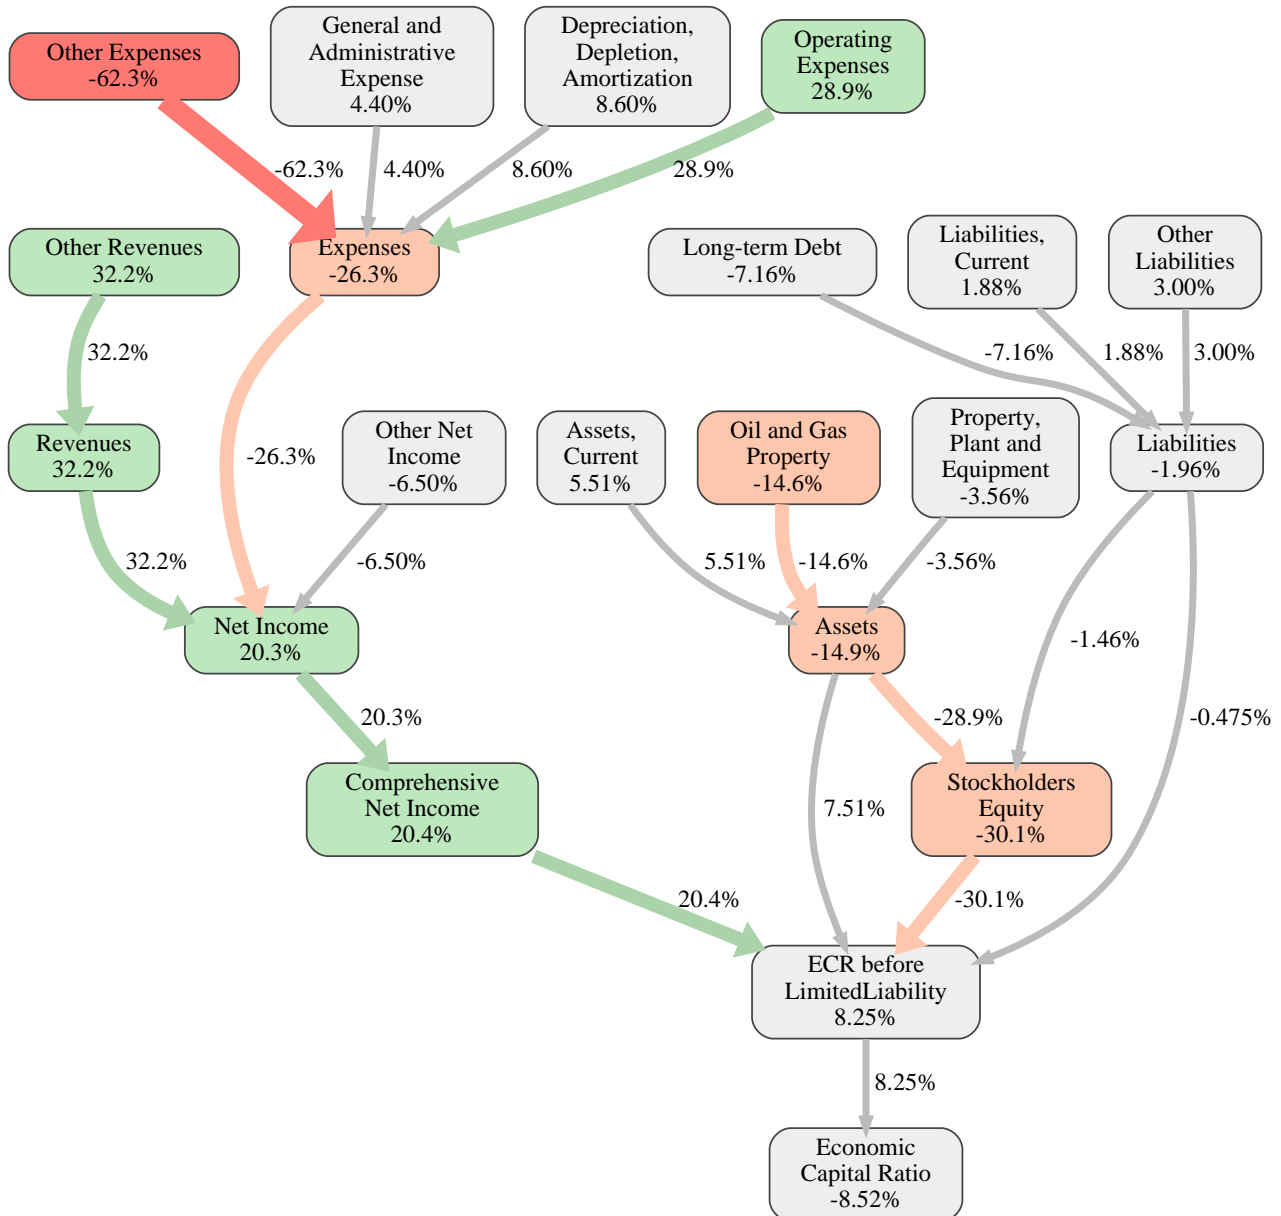 Other Expenses
-62.3%
General and
Administrative
Expense
4.40%
Depreciation,
Depletion,
Amortization
8.60%
Operating
Expenses
28.9%
-62.3%
4.40%
8.60%
28.9%
Other Revenues
32.2%
Expenses
-26.3%
Long-term Debt
-7.16%
Liabilities,
Current
1.88%
Other
Liabilities
3.00%
32.2%
-7.16%
1.88%
3.00%
Revenues
32.2%
-26.3%
Other Net
Income
-6.50%
Assets,
Current
5.51%
Oil and Gas
Property
-14.6%
Property,
Plant and
Equipment
-3.56%
Liabilities
-1.96%
32.2%
-6.50%
5.51%
-14.6%
-3.56%
Net Income
20.3%
Assets
-14.9%
-1.46%
20.3%
-28.9%
-0.475%
Comprehensive
Net Income
20.4%
7.51%
Stockholders
Equity
-30.1%
20.4%
-30.1%
ECR before
LimitedLiability
8.25%
8.25%
Economic
Capital Ratio
-8.52%